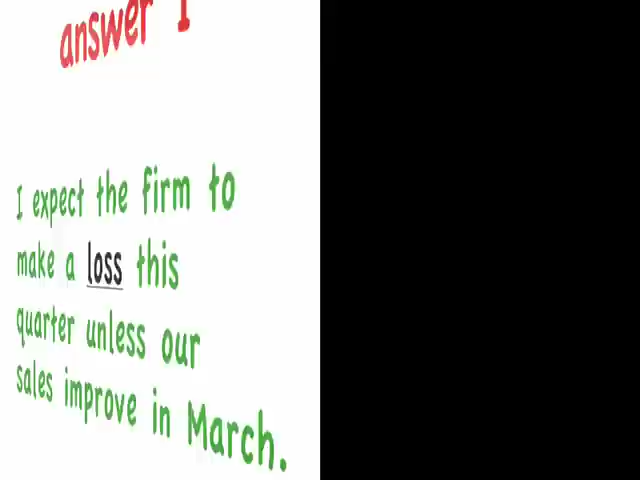 answer 1
I expect the firm to
make a loss this
quarter unless our
sales improve in March.